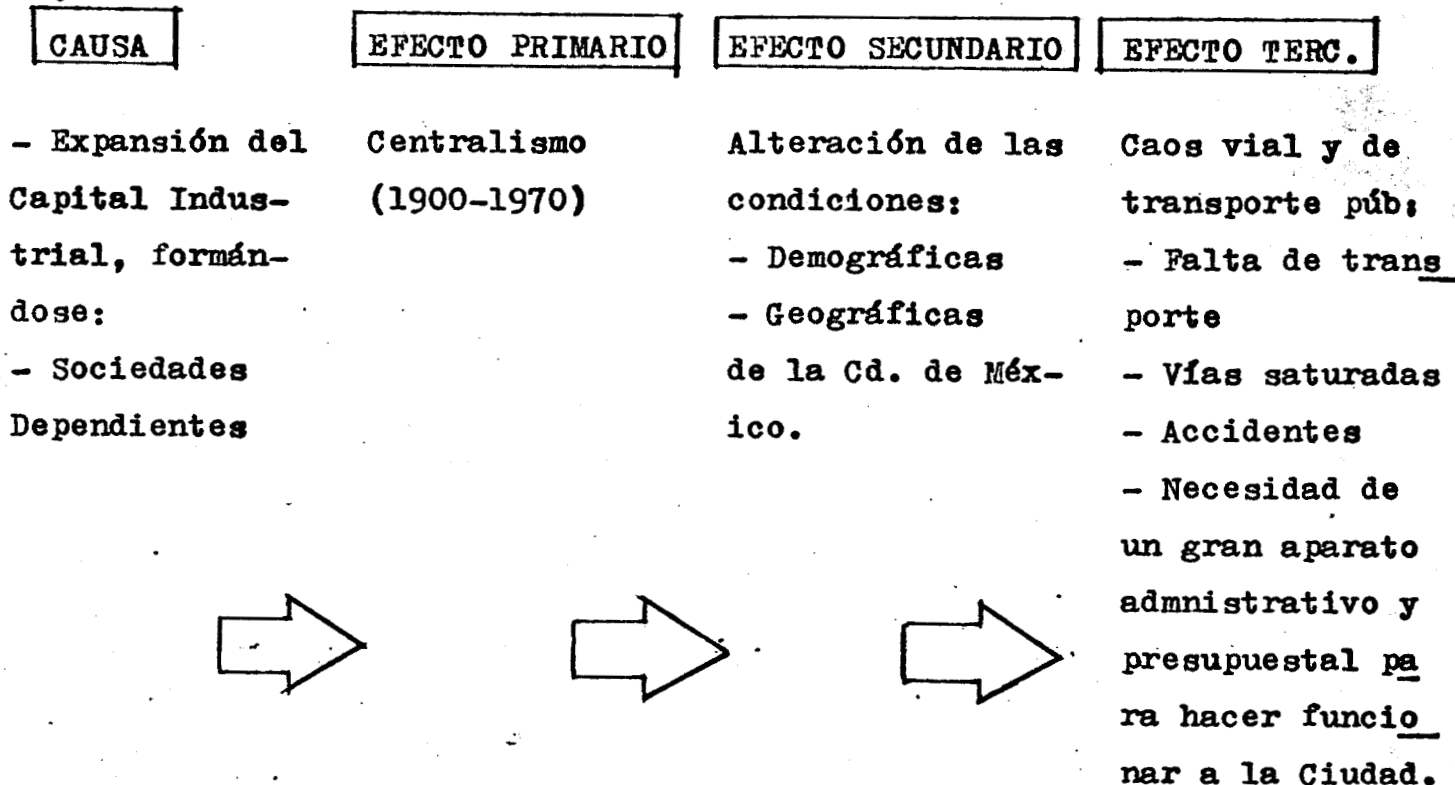 CAUSA
EFECTO PRIMARIO
EFECTO SECUNDARIO
EFECTO TERC.
- Expansión del
Capital Indus-
trial, formán-
dose:
- Sociedades
Dependientes
Centralismo
(1900-1970)
Alteración de las
condiciones:
- Demográficas
- Geográficas
de la Cd. de Méx-
ico.
Caos vial y de
transporte púb:
- Falta de trans
porte
- Vías saturadas
- Accidentes
- Necesidad de
un gran aparato
admnistrativo y
presupuestal pa
ra hacer funcio
nar a la Ciudad.